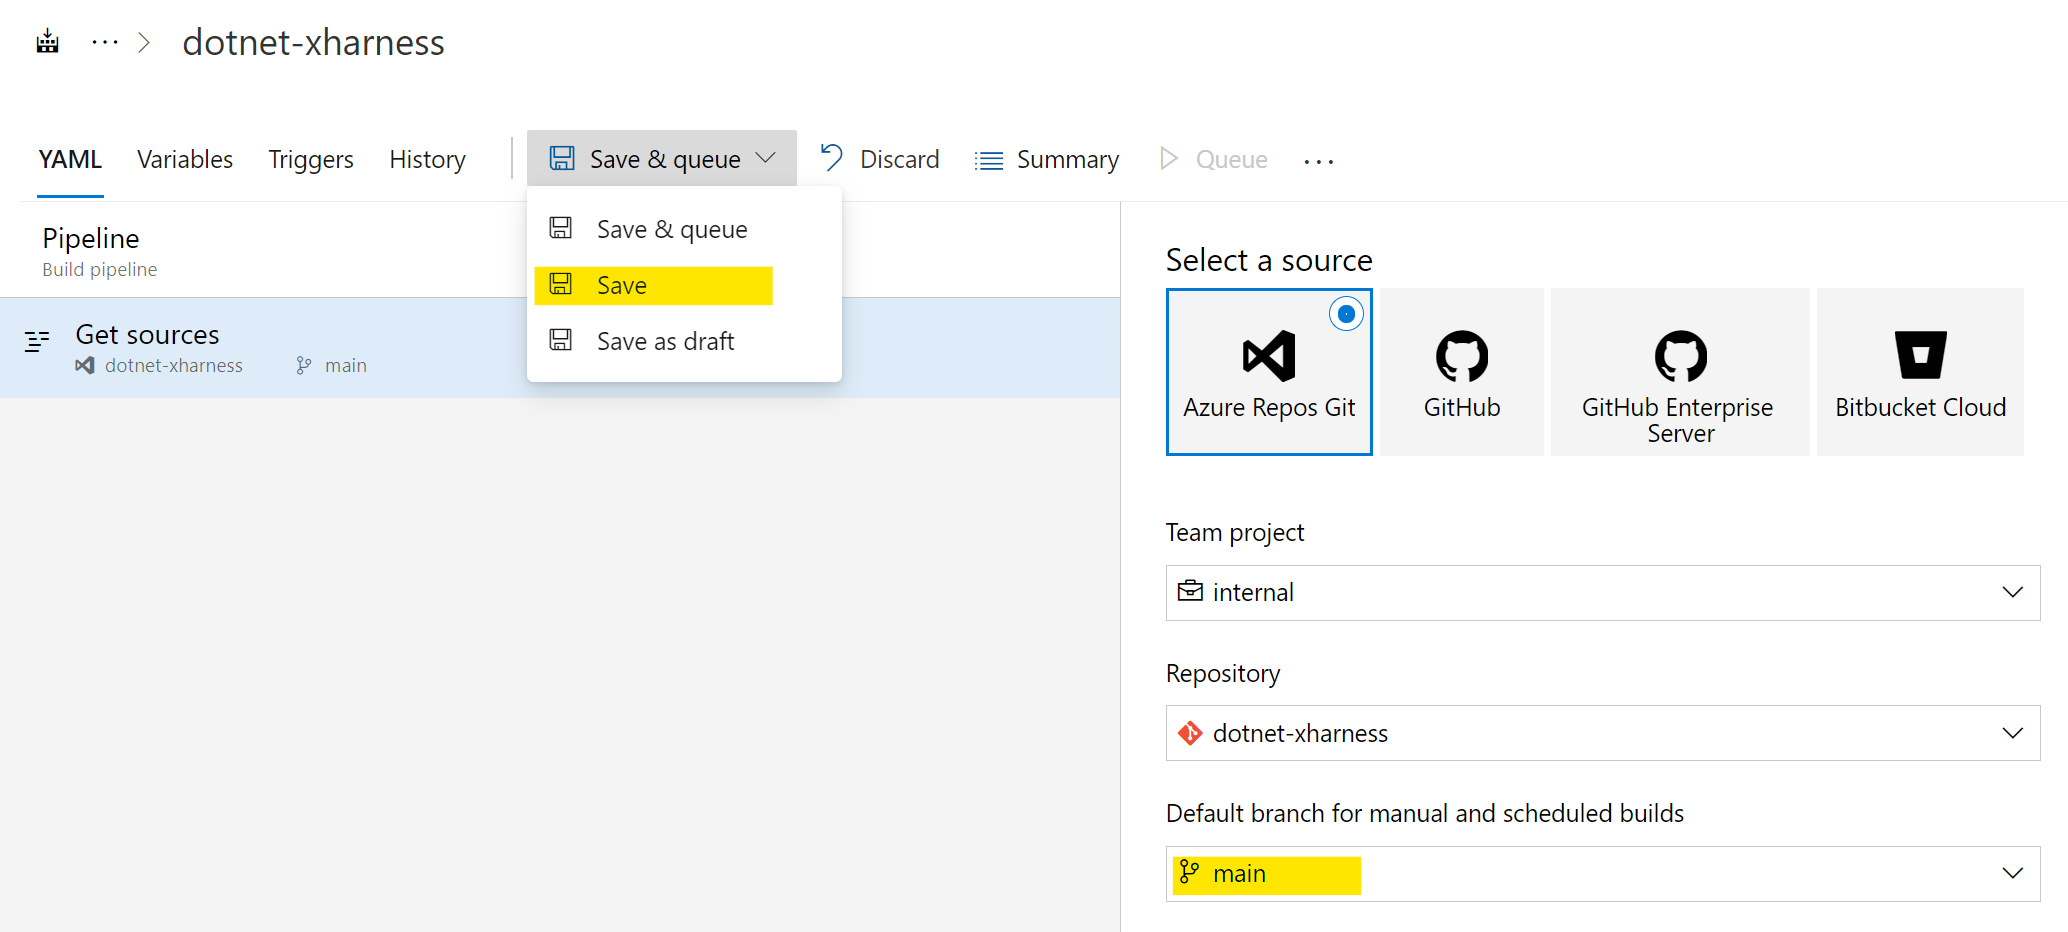 dotnet-xharness
YAML Variables Triggers History Save & queue Discard Summary Queue
Save & queue
Save
Save as draft
Pipeline
Build pipeline
Get sources
dotnet-xharness main
Select a source
Azure Repos Git
GitHub
GitHub Enterprise
Server
Bitbucket Cloud
Team project
internal
Repository
dotnet-xharness
Default branch for manual and scheduled builds
main